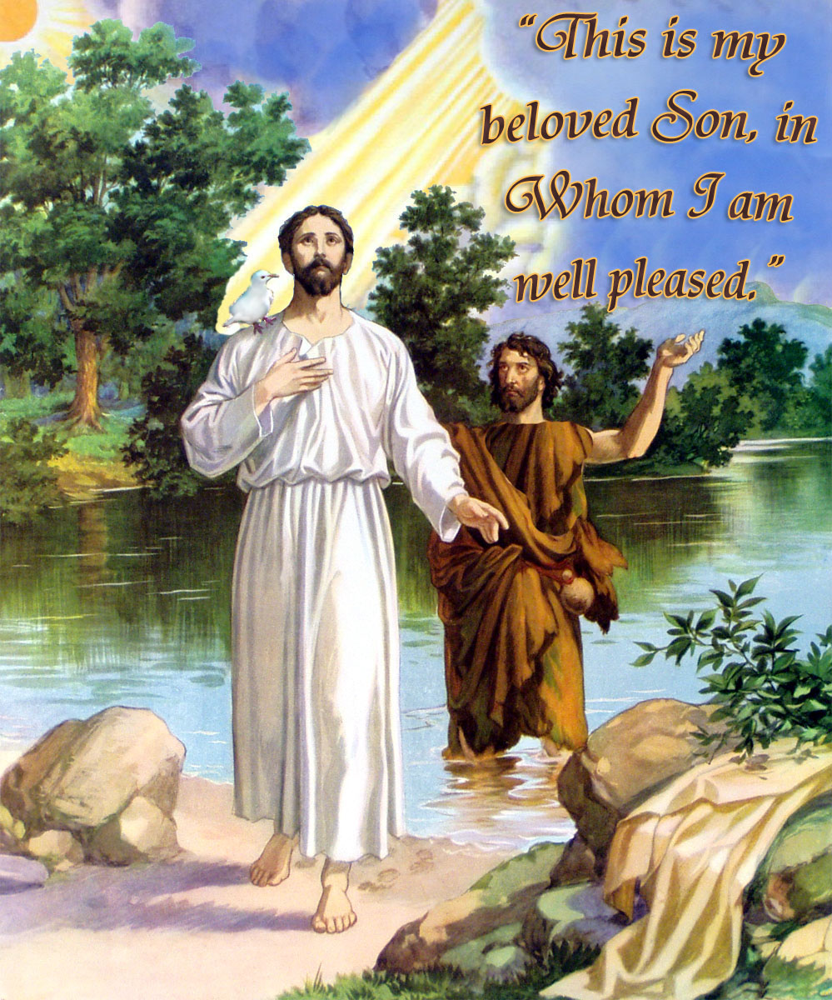 “This is my
beloved Son, in
Whom I am
well pleased.”